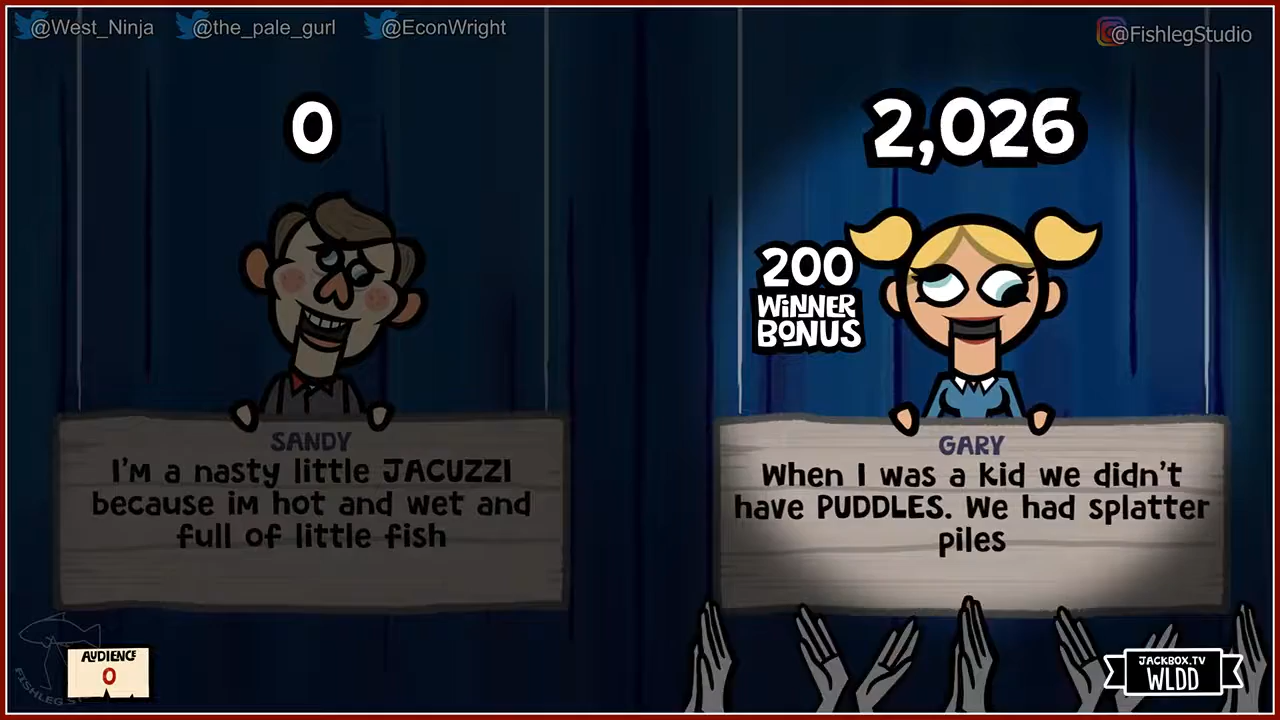 @West_Ninja @the_pale_gurl @EconWright
@FishlegStudio
0
2,026
200
WINNER
BONUS
SANDY
I'M a nasty little JACUZZI
because iM hot and wet and
full of little fish
GARY
When I was a kid we didn't
have PUDDLES. We had splatter
piles
AUDIENCE
0
JACKBOX.TV
WLDD